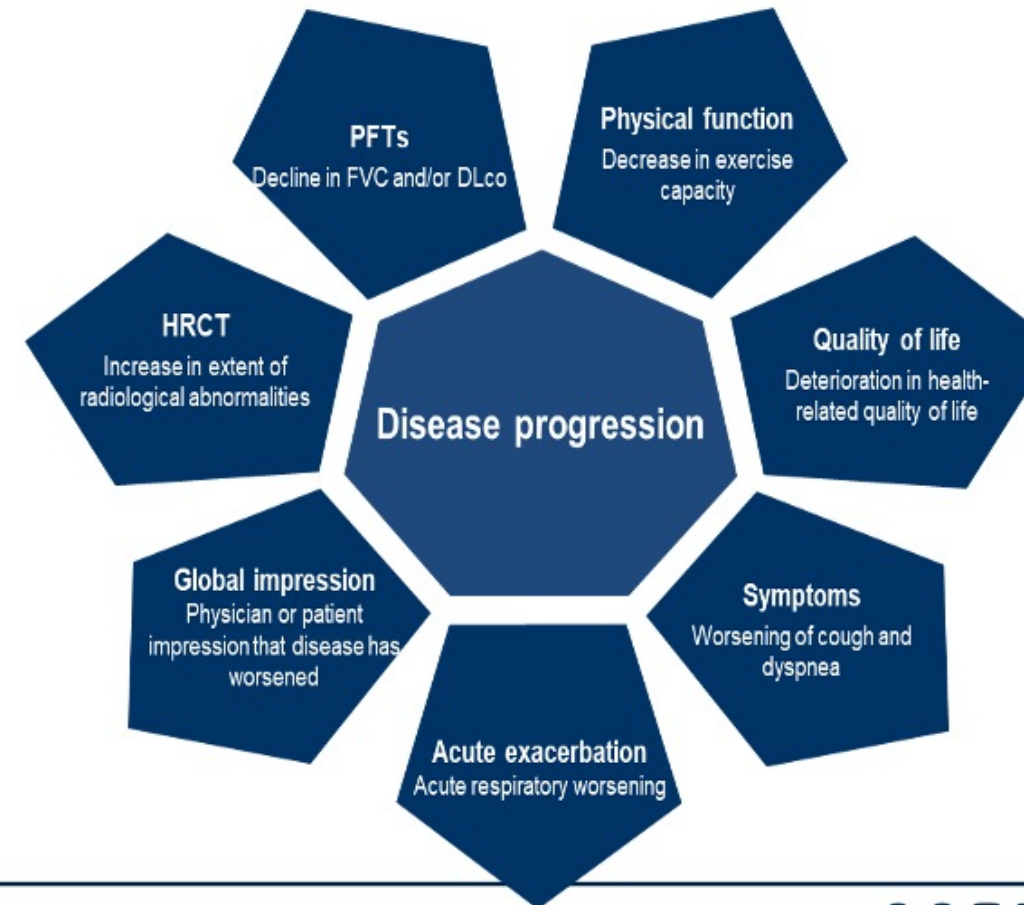 PFTs
Decline in FVC and/or DLco
Physical function
Decrease in exercise
capacity
HRCT
Increase in extent of
radiological abnormalities
Quality of life
Deterioration in health-
related quality of life
Disease progression
Global impression
Physician or patient
impression that disease has
worsened
Symptoms
Worsening of cough and
dyspnea
Acute exacerbation
Acute respiratory worsening